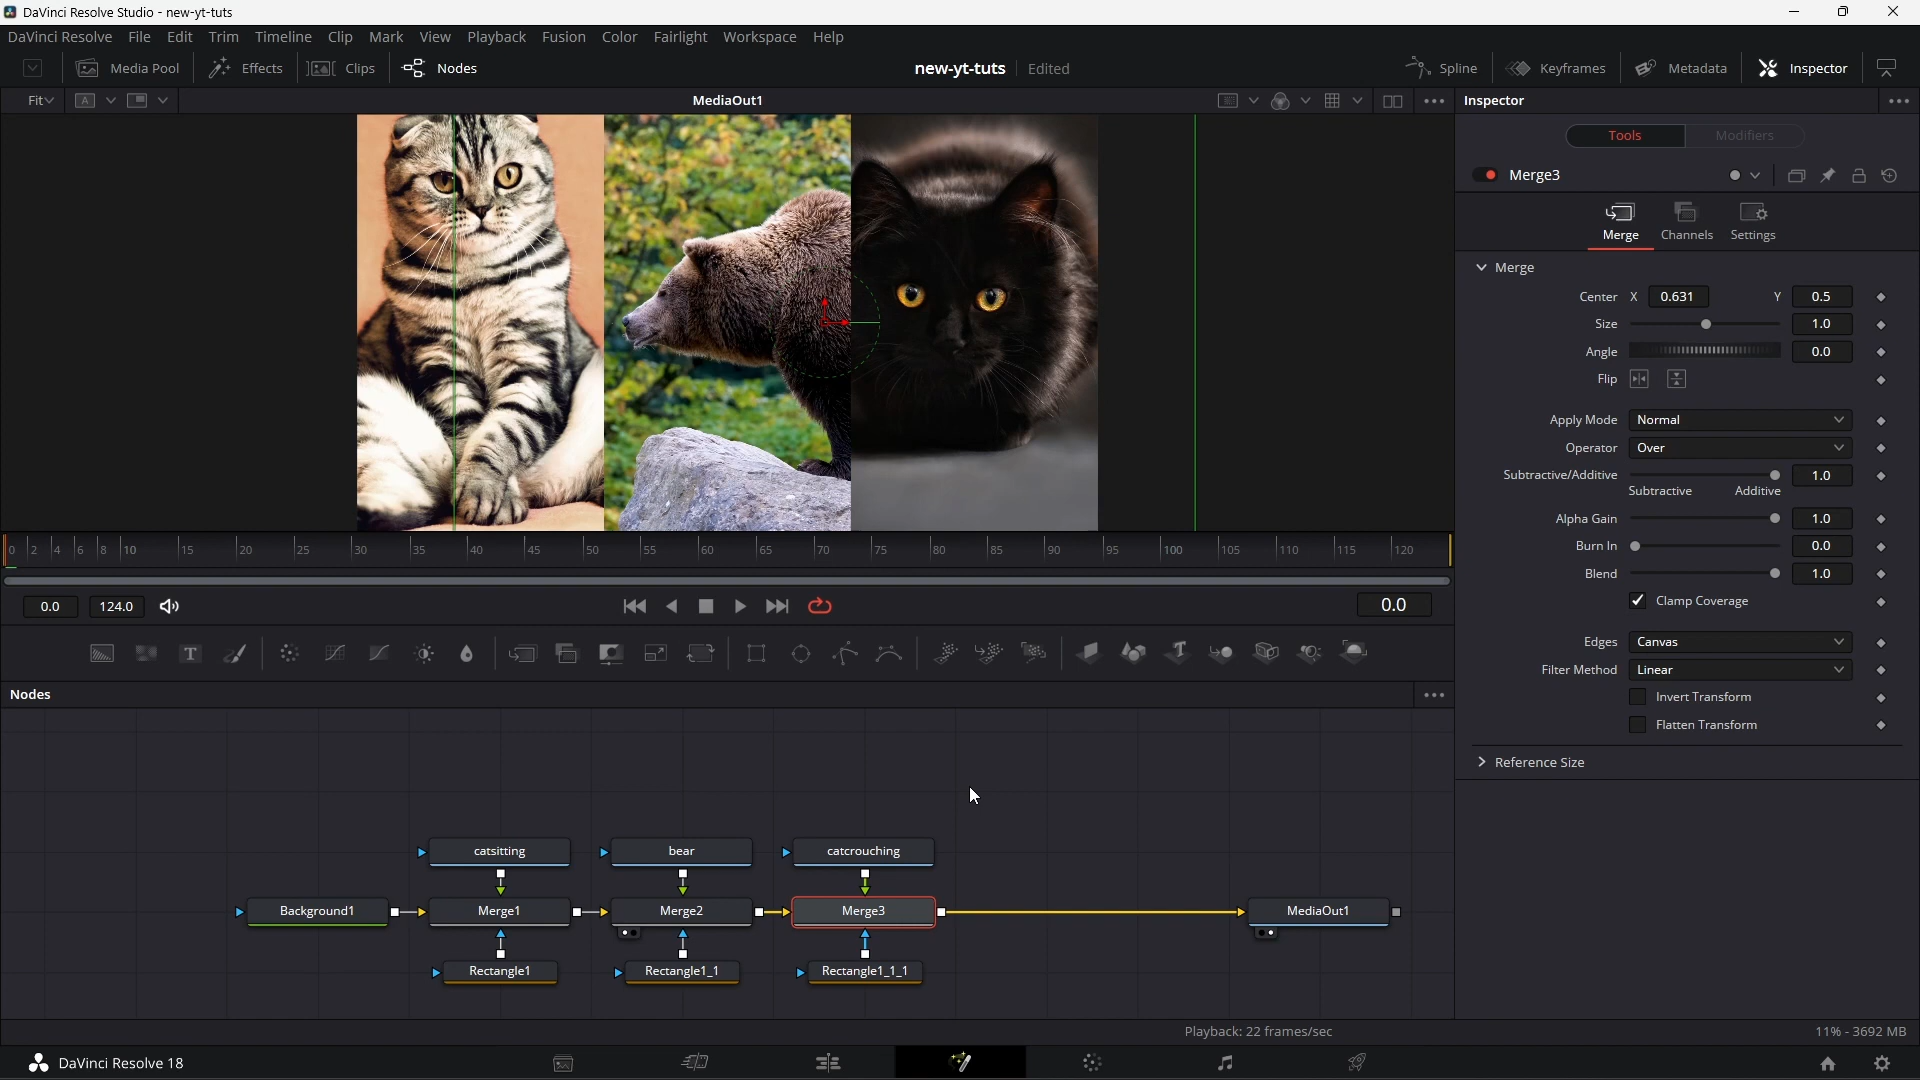 DaVinci Resolve Studio - new-yt-tuts
DaVinci Resolve File Edit Trim Timeline Clip Mark View Playback Fusion Color Fairlight Workspace Help
Media Pool Effects Clips Nodes new-yt-tuts Edited Spline Keyframes Metadata Inspector
Fit A MediaOut1 Inspector
Tools Modifiers
Merge3
Merge Channels Settings
Merge
Center X 0.631 Y 0.5
Size 1.0
Angle 0.0
Flip
Apply Mode Normal
Operator Over
Subtractive/Additive 1.0
Subtractive Additive
Alpha Gain 1.0
Burn In 0.0
Blend 1.0
Clamp Coverage
Edges Canvas
Filter Method Linear
Invert Transform
Flatten Transform
Reference Size
0 2 4 6 8 10 15 20 25 30 35 40 45 50 55 60 65 70 75 80 85 90 95 100 105 110 115 120
0.0 124.0 0.0
T T
Nodes
catsitting bear catcrouching
Background1 Merge1 Merge2 Merge3 MediaOut1
Rectangle1 Rectangle1_1 Rectangle1_1_1
Playback: 22 frames/sec 11% - 3692 MB
DaVinci Resolve 18